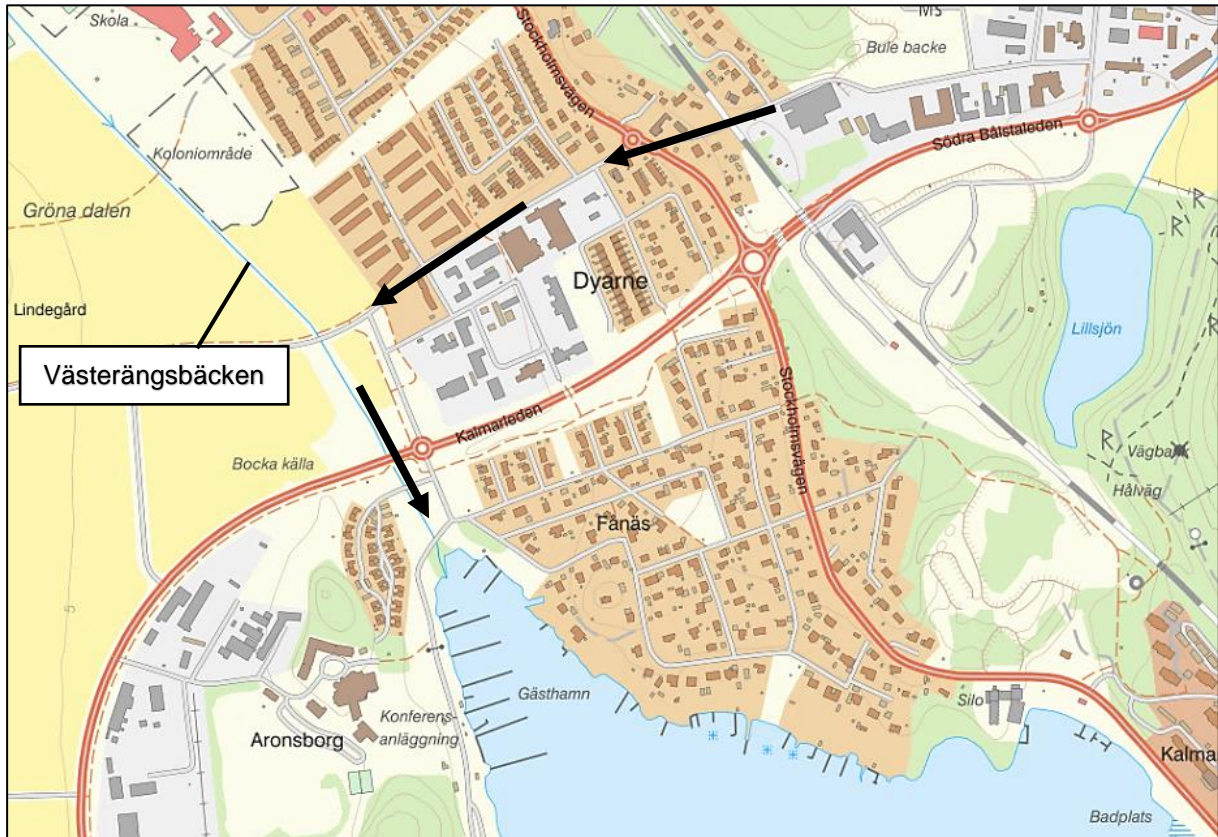 Skola
MS
Bule backe
Stockholmsvägen
Södra Bålstaleden
Koloniområde
Gröna dalen
Dyarne
Lindegård
Lillsjön
Västerängsbäcken
Stockholmsvägen
Kalmarleden
Bocka källa
R
R
R
R
R
Vägbank
Hålväg
Fånäs
5
Gästhamn
Silo
Konferens-
anläggning
Aronsborg
Kalma
Badplats